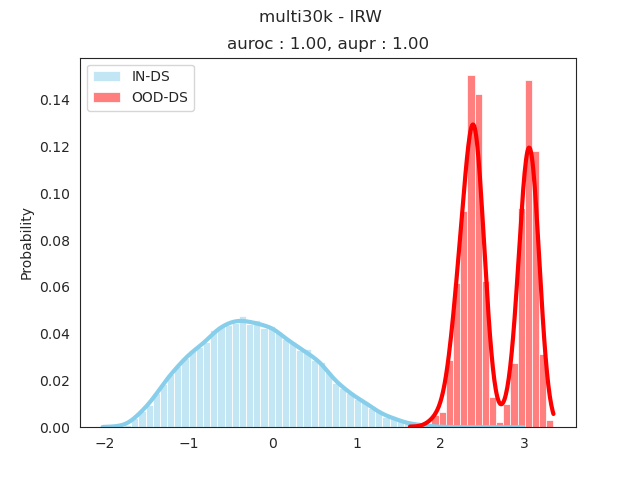 multi30k - IRW
auroc : 1.00, aupr : 1.00
IN-DS
OOD-DS
Probability
0.14
0.12
0.10
0.08
0.06
0.04
0.02
0.00
−2 −1 0 1 2 3